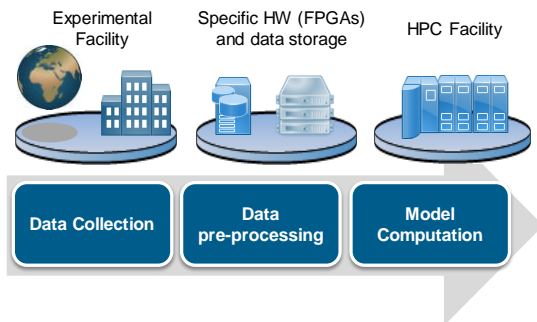 Experimental
Facility
Specific HW (FPGAs)
and data storage
HPC Facility
Data Collection
Data
pre-processing
Model
Computation